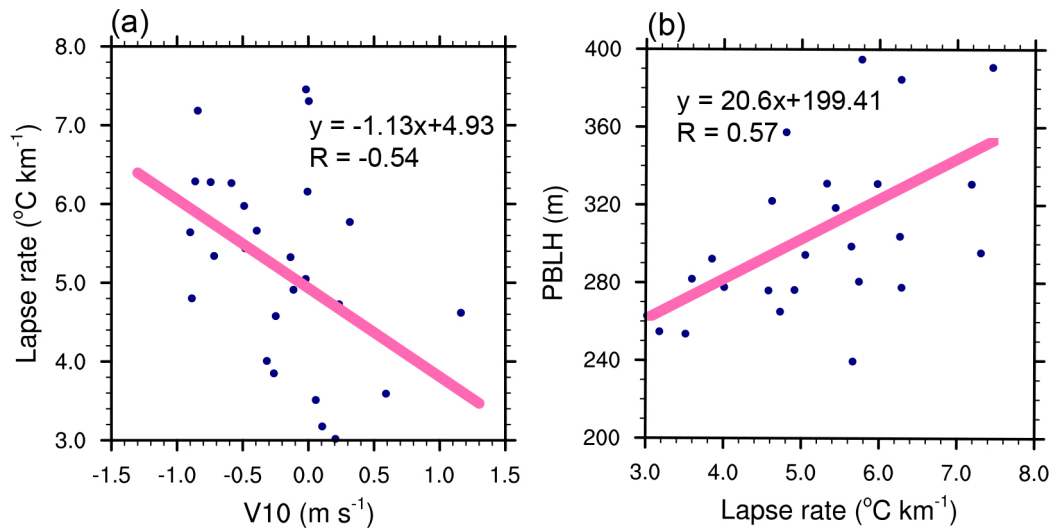 (a)
8.0
7.0
6.0
5.0
4.0
3.0
Lapse rate (°C km⁻¹)
y = -1.13x+4.93
R = -0.54
-1.5 -1.0 -0.5 0.0 0.5 1.0 1.5
V10 (m s⁻¹)
(b)
400
360
320
280
240
200
PBLH (m)
y = 20.6x+199.41
R = 0.57
3.0 4.0 5.0 6.0 7.0 8.0
Lapse rate (°C km⁻¹)